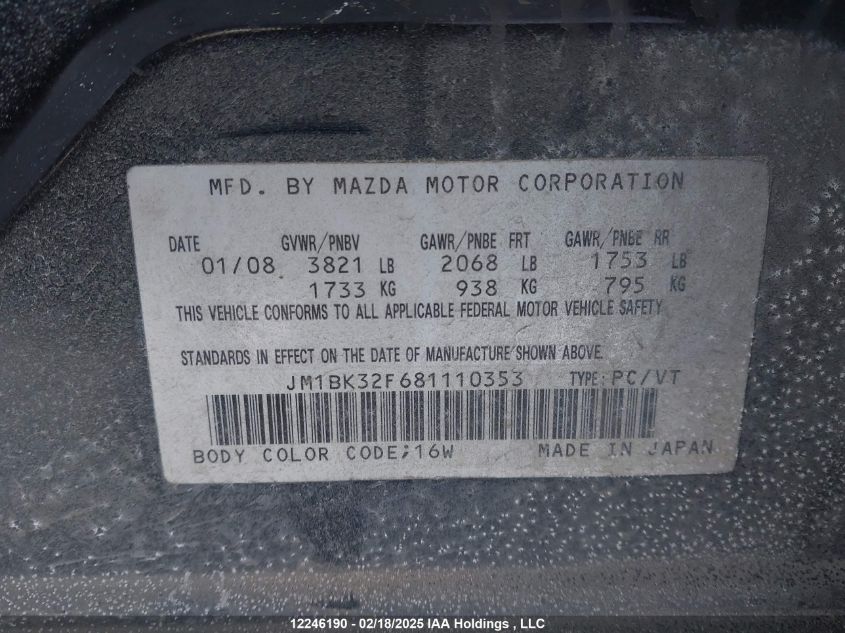 MFD. BY MAZDA MOTOR CORPORATION
DATE GVWR/PNBV GAWR/PNBE FRT GAWR/PNBE RR
01/08 3821 LB 2068 LB 1753 LB
1733 KG 938 KG 795 KG
THIS VEHICLE CONFORMS TO ALL APPLICABLE FEDERAL MOTOR VEHICLE SAFETY
STANDARDS IN EFFECT ON THE DATE OF MANUFACTURE SHOWN ABOVE.
JM1BK32F681110353 TYPE: PC/VT
BODY COLOR CODE;16W MADE IN JAPAN
12246190 - 02/18/2025 IAA Holdings , LLC